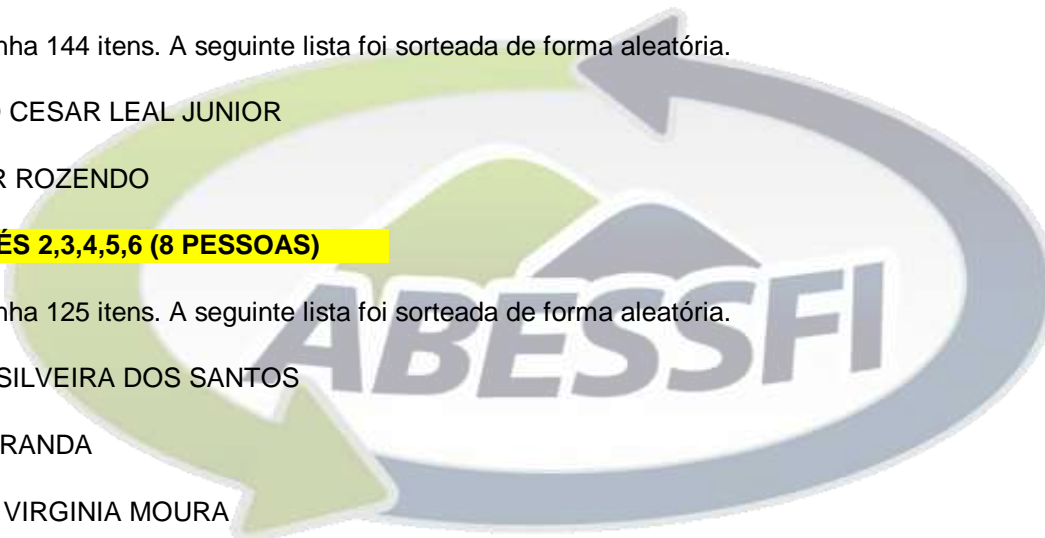 nha 144 itens. A seguinte lista foi sorteada de forma aleatória.
CESAR LEAL JUNIOR
R ROZENDO
ÉS 2,3,4,5,6 (8 PESSOAS)
ABESSFI
nha 125 itens. A seguinte lista foi sorteada de forma aleatória.
SILVEIRA DOS SANTOS
RANDA
VIRGINIA MOURA